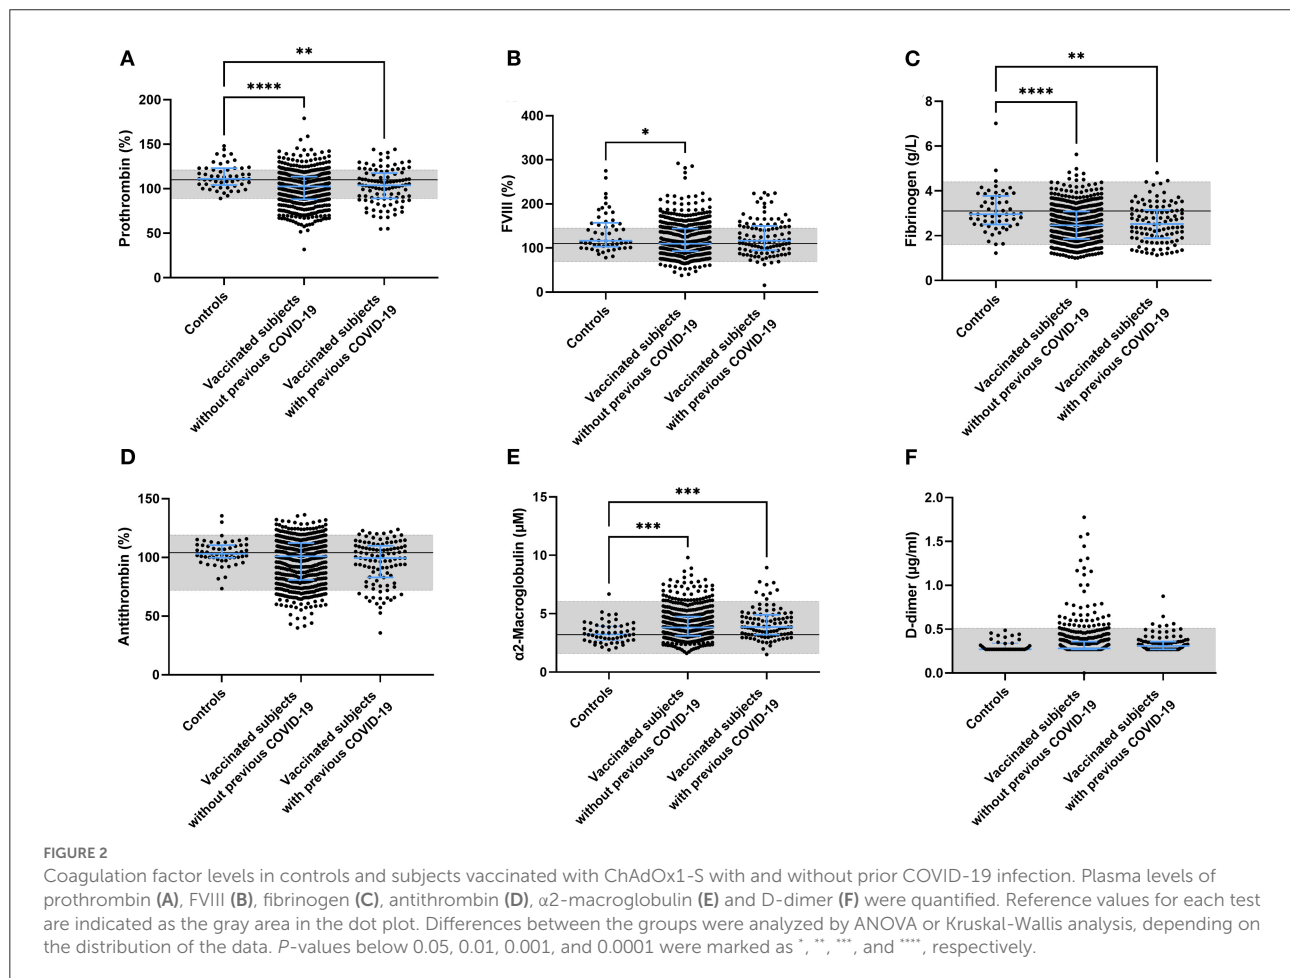 A
**
****
Prothrombin (%)
200
150
100
50
0
Controls
Vaccinated subjects
without previous COVID-19
Vaccinated subjects
with previous COVID-19
B
*
FVIII (%)
400
300
200
100
0
Controls
Vaccinated subjects
without previous COVID-19
Vaccinated subjects
with previous COVID-19
C
**
****
Fibrinogen (g/L)
8
6
4
2
0
Controls
Vaccinated subjects
without previous COVID-19
Vaccinated subjects
with previous COVID-19
D
Antithrombin (%)
150
100
50
0
Controls
Vaccinated subjects
without previous COVID-19
Vaccinated subjects
with previous COVID-19
E
***
***
α2-Macroglobulin (µM)
15
10
5
0
Controls
Vaccinated subjects
without previous COVID-19
Vaccinated subjects
with previous COVID-19
F
D-dimer (µg/ml)
2.0
1.5
1.0
0.5
0.0
Controls
Vaccinated subjects
without previous COVID-19
Vaccinated subjects
with previous COVID-19
FIGURE 2
Coagulation factor levels in controls and subjects vaccinated with ChAdOx1-S with and without prior COVID-19 infection. Plasma levels of
prothrombin (A), FVIII (B), fibrinogen (C), antithrombin (D), α2-macroglobulin (E) and D-dimer (F) were quantified. Reference values for each test
are indicated as the gray area in the dot plot. Differences between the groups were analyzed by ANOVA or Kruskal-Wallis analysis, depending on
the distribution of the data. P-values below 0.05, 0.01, 0.001, and 0.0001 were marked as *, **, ***, and ****, respectively.